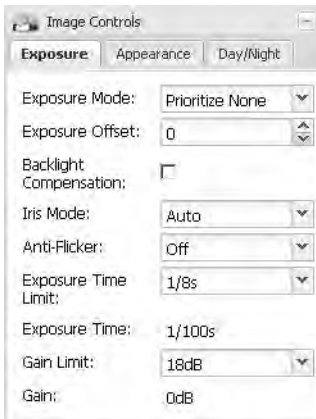 Image Controls
Exposure Appearance Day/Night
Exposure Mode: Prioritize None
Exposure Offset: 0
Backlight
Compensation:
Iris Mode: Auto
Anti-Flicker: Off
Exposure Time
Limit: 1/8s
Exposure Time: 1/100s
Gain Limit: 18dB
Gain: 0dB